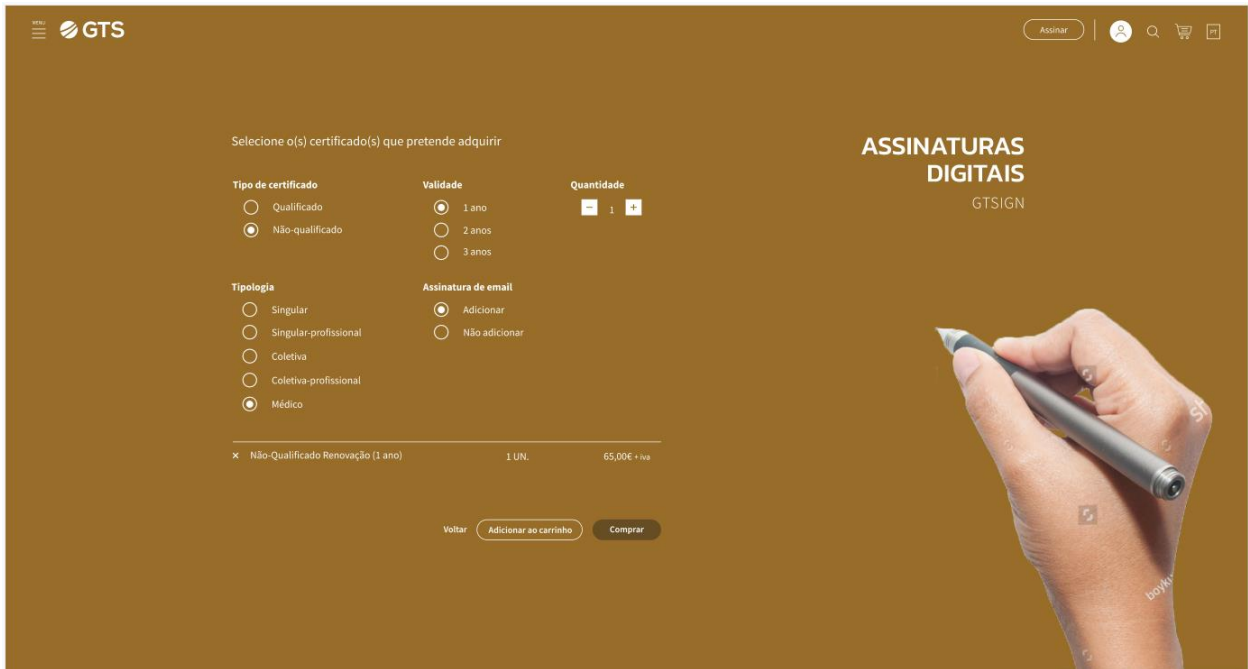 MENU
GTS
Assinar
PT
Selecione o(s) certificado(s) que pretende adquirir
ASSINATURAS
DIGITAIS
GTSIGN
Tipo de certificado
Qualificado
Não-qualificado
Validade
1 ano
2 anos
3 anos
Quantidade
− 1 +
Tipologia
Singular
Singular-profissional
Coletiva
Coletiva-profissional
Médico
Assinatura de email
Adicionar
Não adicionar
× Não-Qualificado Renovação (1 ano) 1 UN. 65,00€ + iva
Voltar Adicionar ao carrinho Comprar